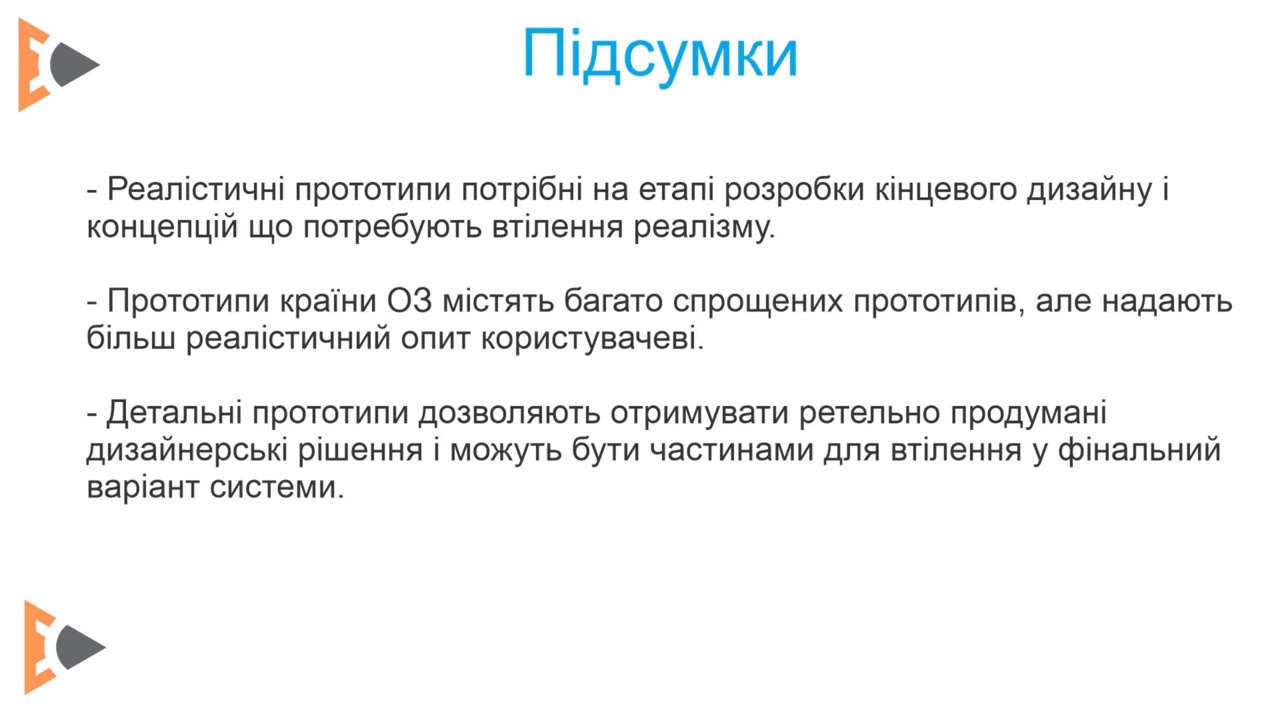 Підсумки
- Реалістичні прототипи потрібні на етапі розробки кінцевого дизайну і
концепцій що потребують втілення реалізму.
- Прототипи країни ОЗ містять багато спрощених прототипів, але надають
більш реалістичний опит користувачеві.
- Детальні прототипи дозволяють отримувати ретельно продумані
дизайнерські рішення і можуть бути частинами для втілення у фінальний
варіант системи.